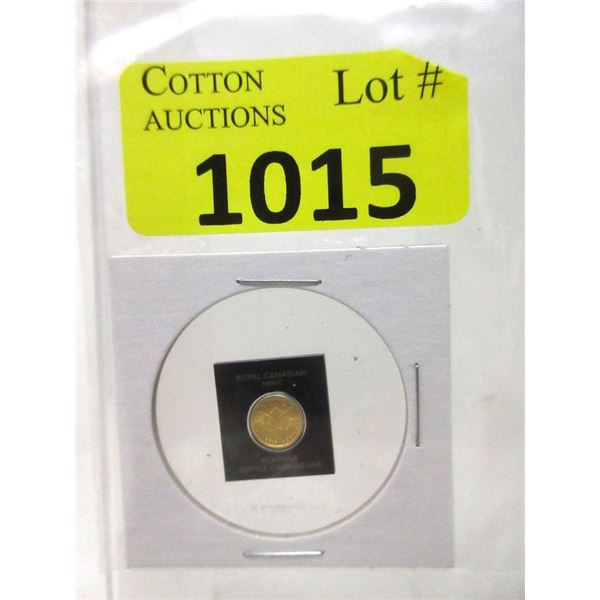 COTTON
AUCTIONS
Lot #
1015
ROYAL CANADIAN
MINT
MONNAIE
ROYALE CANADIENNE